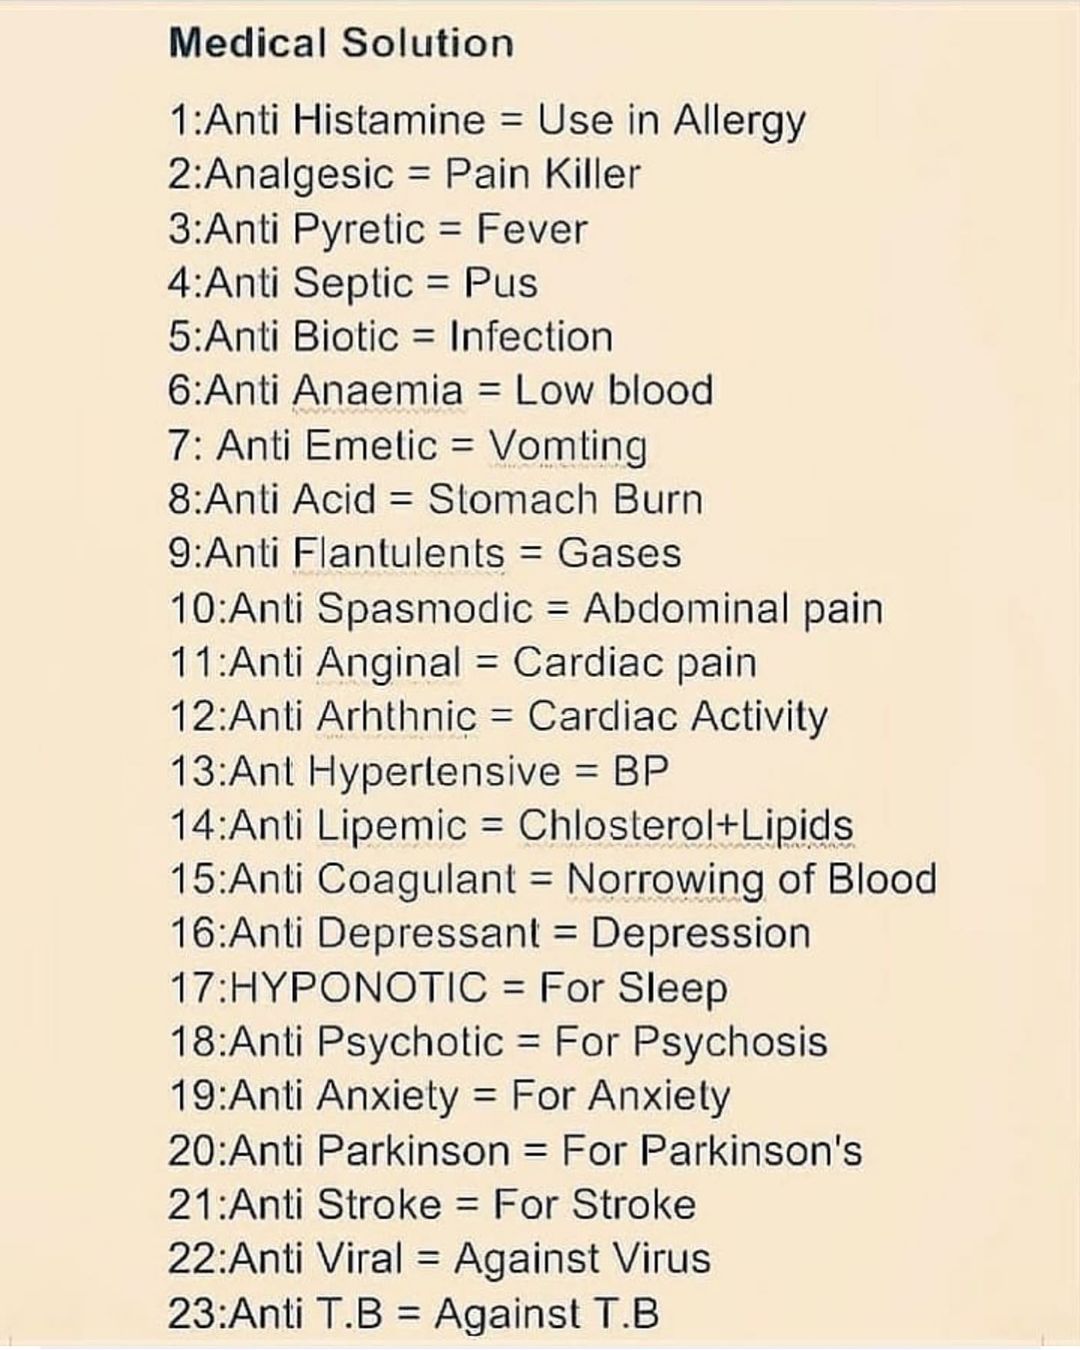 Medical Solution
1:Anti Histamine = Use in Allergy
2:Analgesic = Pain Killer
3:Anti Pyretic = Fever
4:Anti Septic = Pus
5:Anti Biotic = Infection
6:Anti Anaemia = Low blood
7: Anti Emetic = Vomting
8:Anti Acid = Stomach Burn
9:Anti Flantulents = Gases
10:Anti Spasmodic = Abdominal pain
11:Anti Anginal = Cardiac pain
12:Anti Arhthnic = Cardiac Activity
13:Ant Hypertensive = BP
14:Anti Lipemic = Chlosterol+Lipids
15:Anti Coagulant = Norrowing of Blood
16:Anti Depressant = Depression
17:HYPONOTIC = For Sleep
18:Anti Psychotic = For Psychosis
19:Anti Anxiety = For Anxiety
20:Anti Parkinson = For Parkinson's
21:Anti Stroke = For Stroke
22:Anti Viral = Against Virus
23:Anti T.B = Against T.B